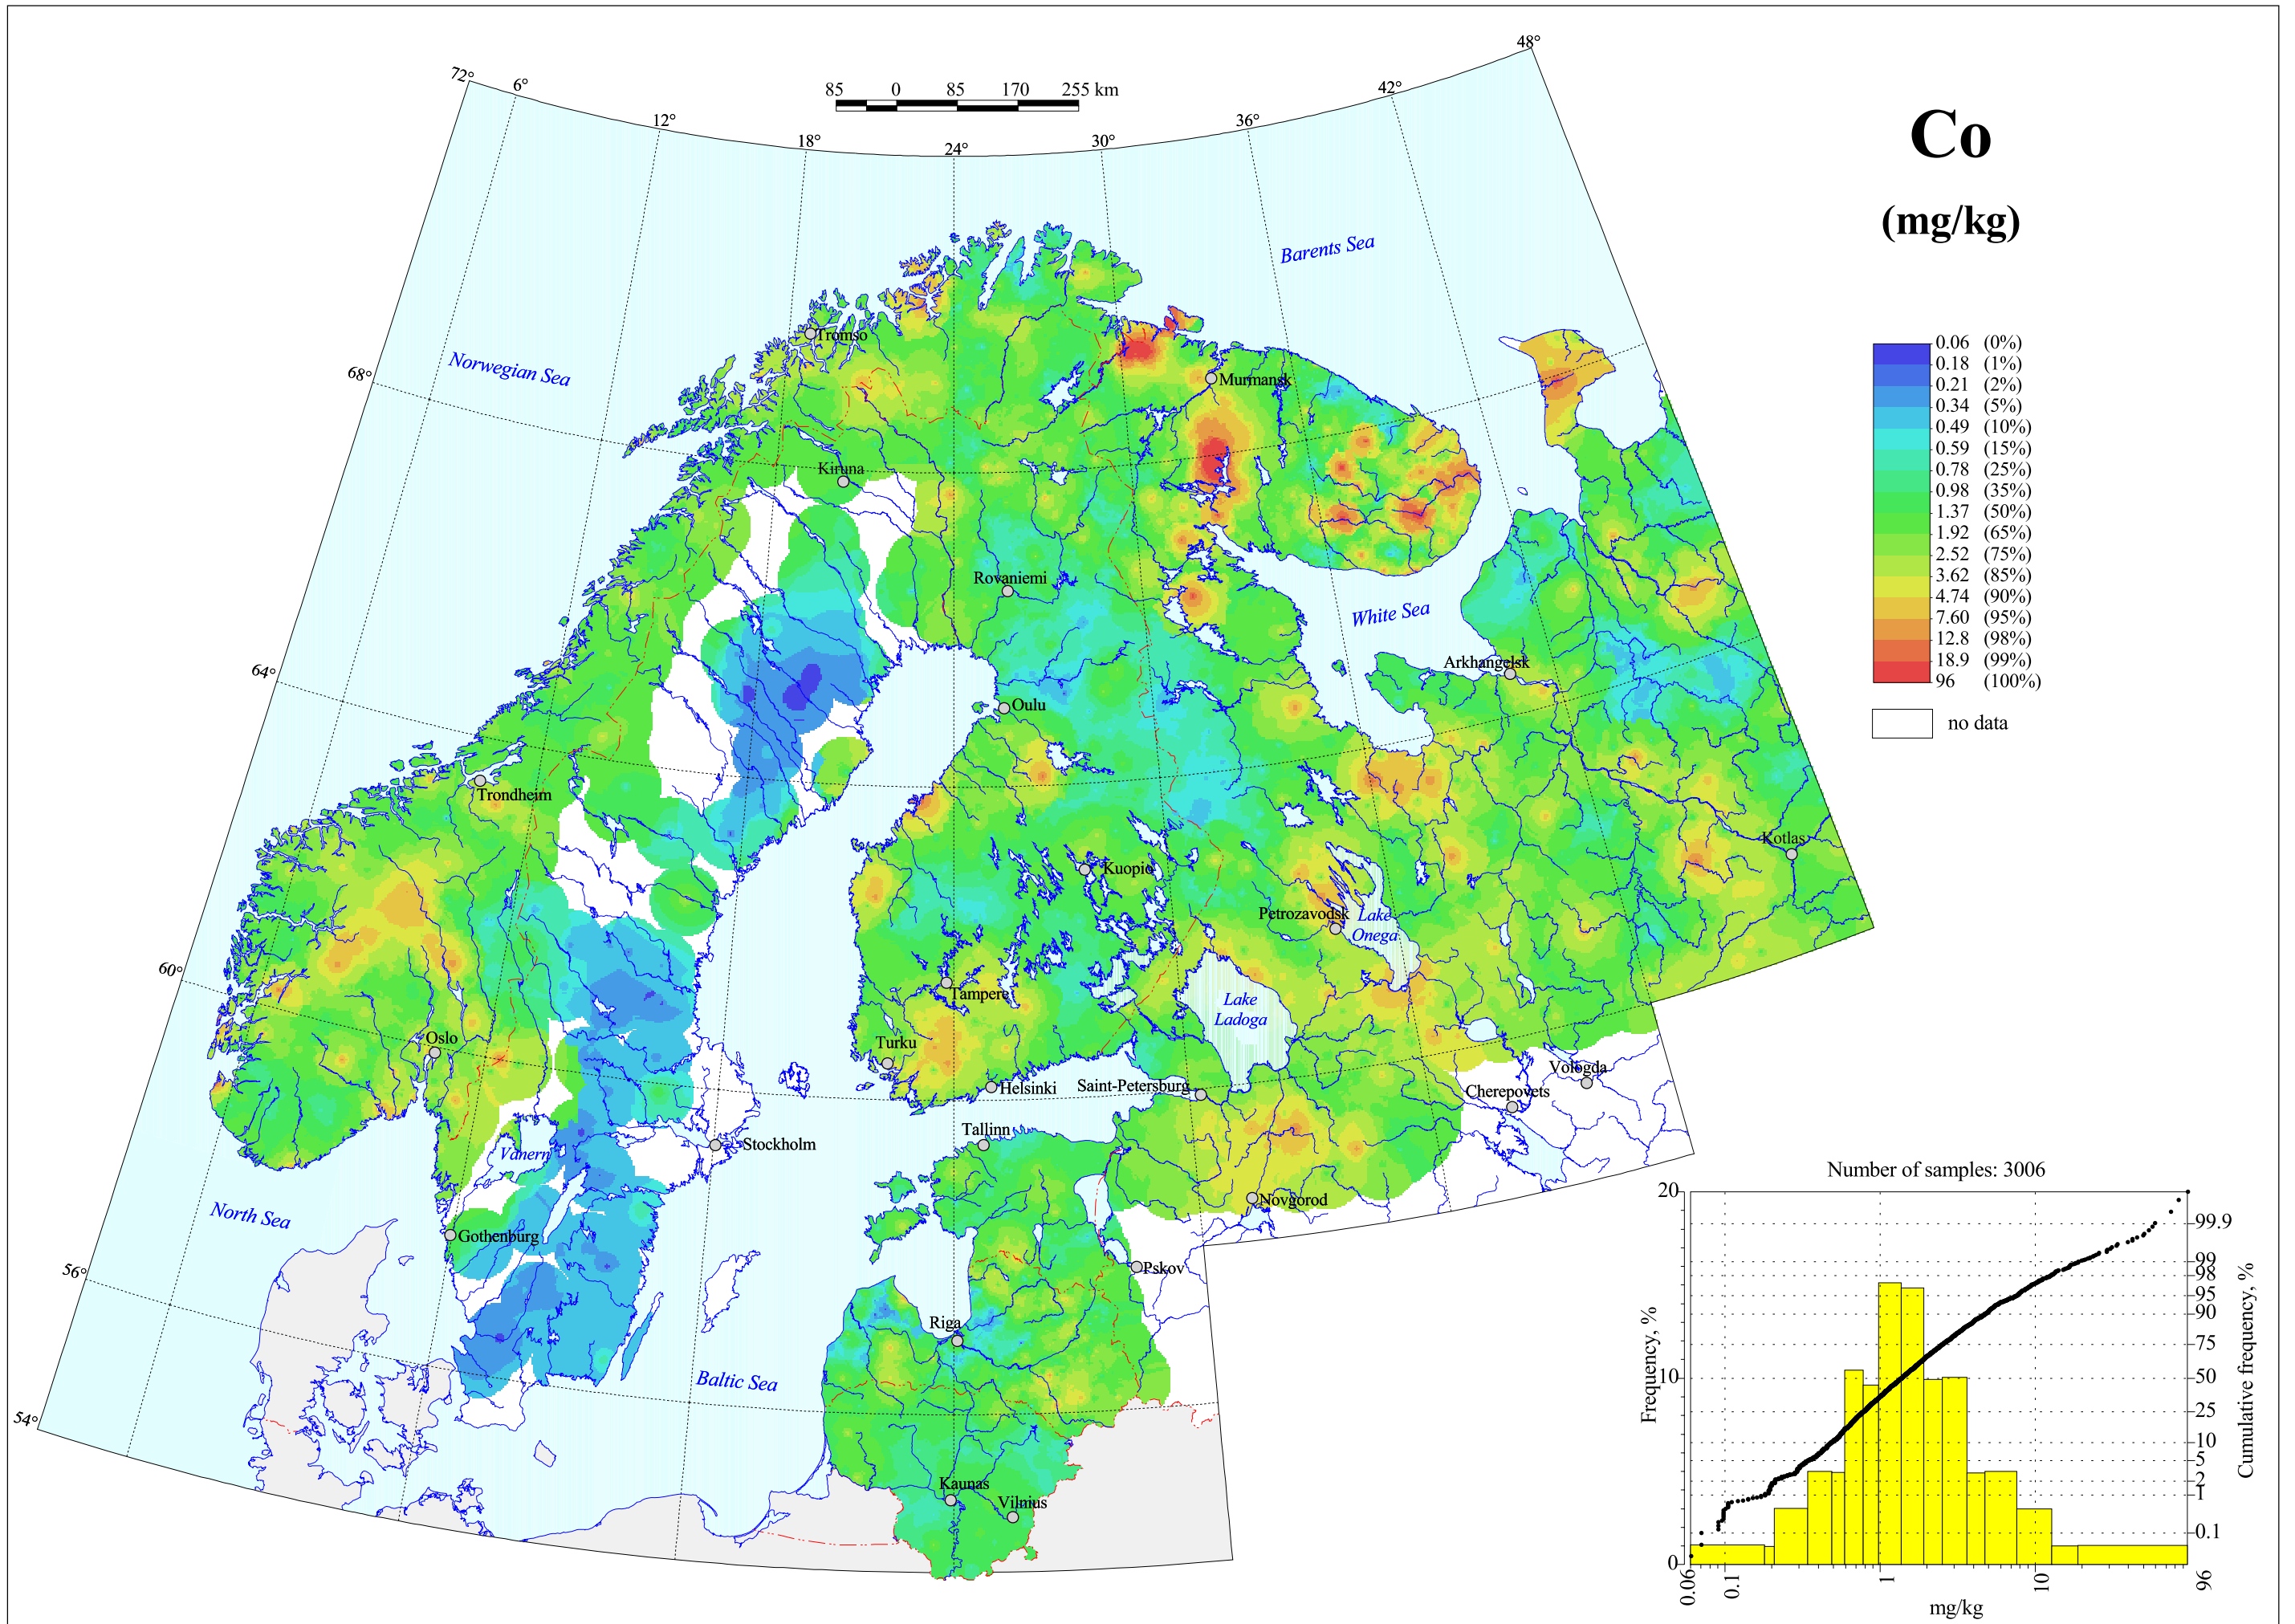 Co
(mg/kg)
85 0 85 170 255 km
72° 6° 12° 18° 24° 30° 36° 42° 48°
68°
64°
60°
56°
54°
Barents Sea
Norwegian Sea
White Sea
North Sea
Baltic Sea
Tromso
Murmansk
Kiruna
Rovaniemi
Arkhangelsk
Oulu
Trondheim
Kuopio
Kotlas
Petrozavodsk
Lake
Onega
Tampere
Lake
Ladoga
Oslo
Turku
Helsinki
Saint-Petersburg
Vologda
Cherepovets
Tallinn
Stockholm
Vanern
Novgorod
Gothenburg
Pskov
Riga
Kaunas
Vilnius
0.06 (0%)
0.18 (1%)
0.21 (2%)
0.34 (5%)
0.49 (10%)
0.59 (15%)
0.78 (25%)
0.98 (35%)
1.37 (50%)
1.92 (65%)
2.52 (75%)
3.62 (85%)
4.74 (90%)
7.60 (95%)
12.8 (98%)
18.9 (99%)
96 (100%)
no data
Number of samples: 3006
Frequency, %
20
10
0
Cumulative frequency, %
99.9
99
98
95
90
75
50
25
10
5
2
1
0.1
0.06 0.1 1 10 96
mg/kg